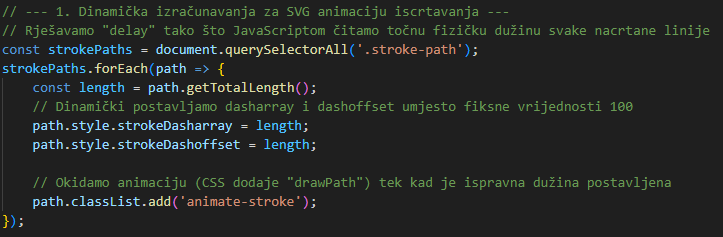 // --- 1. Dinamička izračunavanja za SVG animaciju iscrtavanja ---
// Rješavamo "delay" tako što JavaScriptom čitamo točnu fizičku dužinu svake nacrtane linije
const strokePaths = document.querySelectorAll('.stroke-path');
strokePaths.forEach(path => {
    const length = path.getTotalLength();
    // Dinamički postavljamo dasharray i dashoffset umjesto fiksne vrijednosti 100
    path.style.strokeDasharray = length;
    path.style.strokeDashoffset = length;

    // Okidamo animaciju (CSS dodaje "drawPath") tek kad je ispravna dužina postavljena
    path.classList.add('animate-stroke');
});